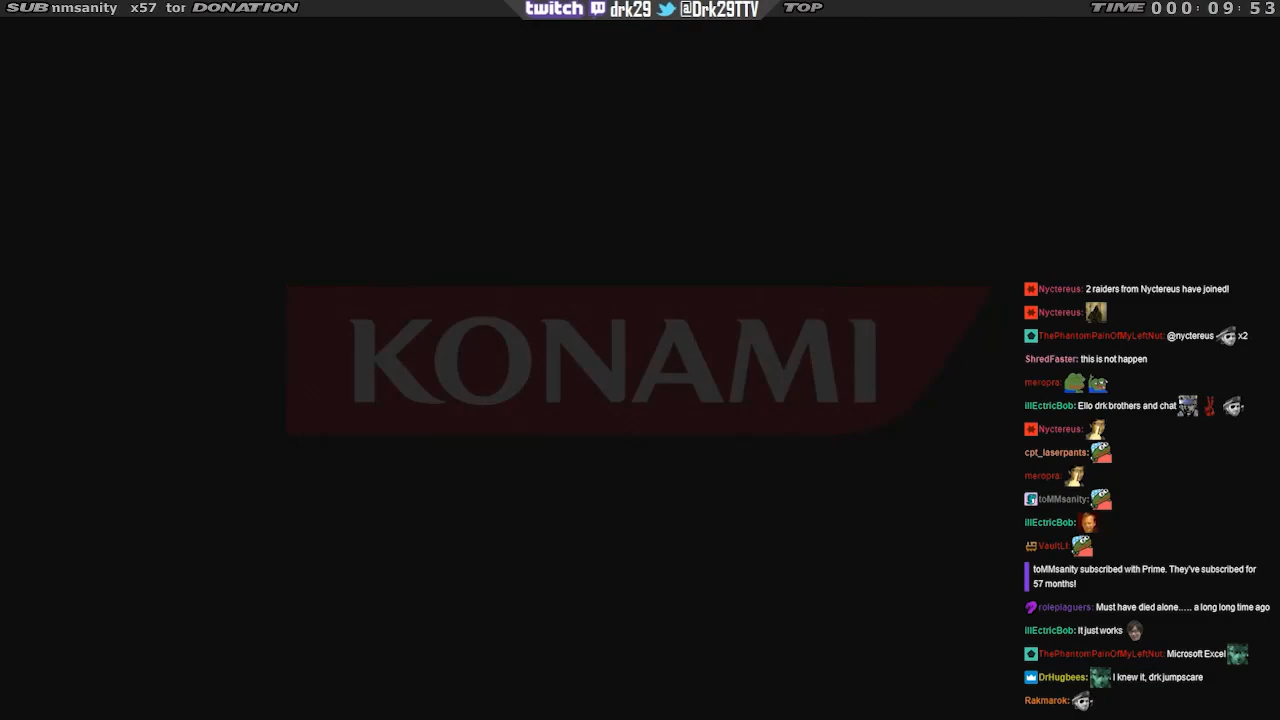 SUB nmsanity x57 tor DONATION
twitch drk29 @Drk29TTV
TOP
TIME 000:09:53
KONAMI
Nyctereus: 2 raiders from Nyctereus have joined!
Nyctereus:
ThePhantomPainOfMyLeftNut: @nyctereus x2
ShredFaster: this is not happen
meropra:
illEctricBob: Ello drk brothers and chat
Nyctereus:
cpt_laserpants:
meropra:
toMMsanity:
illEctricBob:
VaultLI:
toMMsanity subscribed with Prime. They've subscribed for
57 months!
roleplaguers: Must have died alone..... a long long time ago
illEctricBob: It just works
ThePhantomPainOfMyLeftNut: Microsoft Excel
DrHugbees: I knew it, drk jumpscare
Rakmarok: